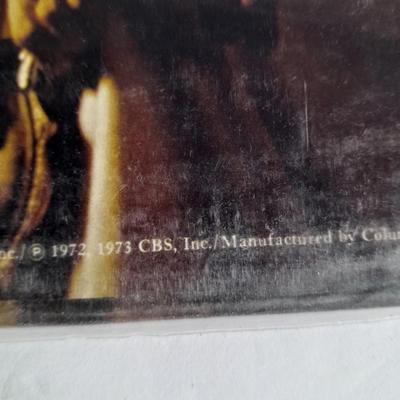 nc./ ℗ 1972, 1973 CBS, Inc./Manufactured by Colu